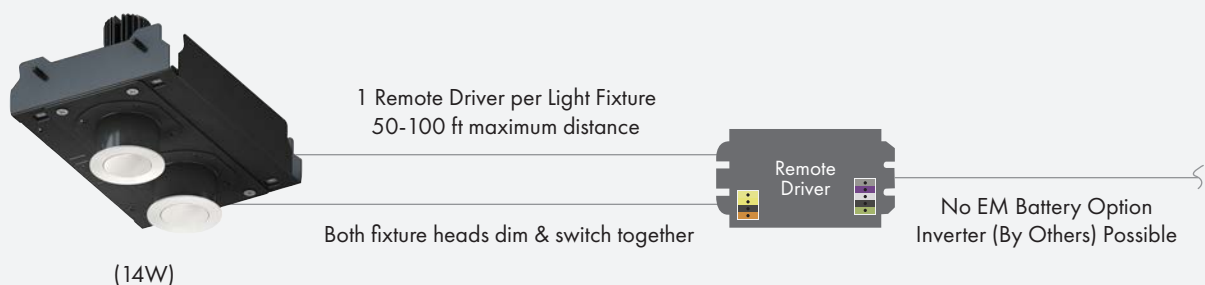 1 Remote Driver per Light Fixture
50-100 ft maximum distance
Remote
Driver
Both fixture heads dim & switch together
No EM Battery Option
Inverter (By Others) Possible
(14W)